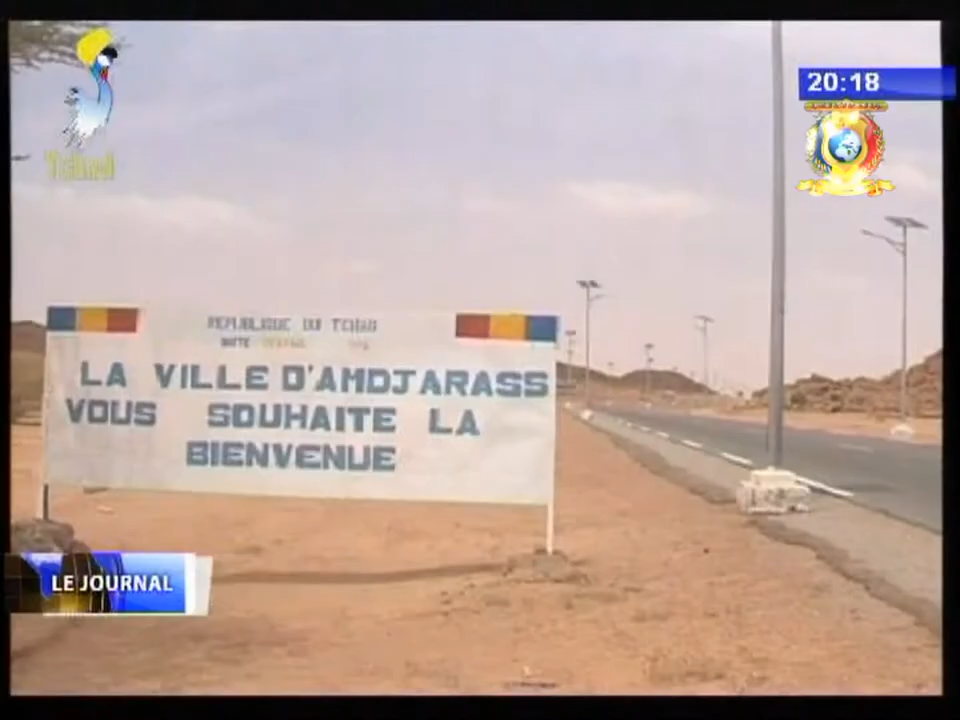 20:18
REPUBLIQUE DU TCHAD
LA VILLE D'AMDJARASS
VOUS SOUHAITE LA
BIENVENUE
LE JOURNAL